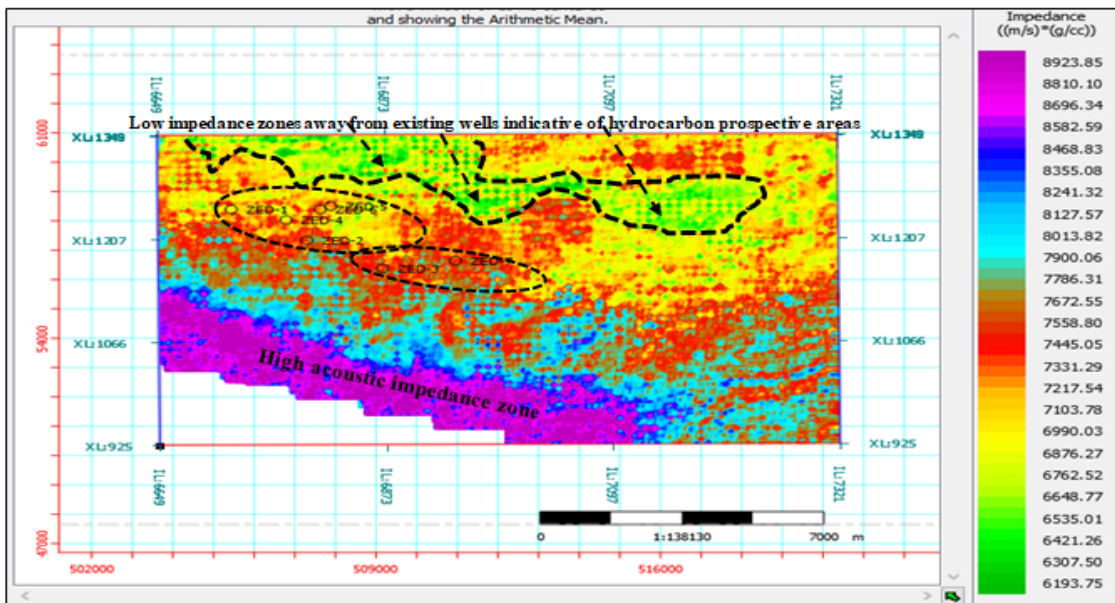 and showing the Arithmetic Mean.
Impedance
((m/s)*(g/cc))
8923.85
8810.10
8696.34
8582.59
8468.83
8355.08
8241.32
8127.57
8013.82
7900.06
7786.31
7672.55
7558.80
7445.05
7331.29
7217.54
7103.78
6990.03
6876.27
6762.52
6648.77
6535.01
6421.26
6307.50
6193.75
IL:6649
IL:6873
IL:7097
IL:7321
Low impedance zones away from existing wells indicative of hydrocarbon prospective areas
61000
XL:1349
XL:1349
ZED-1
ZED-5
ZED-4
ZED-2
XL:1207
XL:1207
ZED-3
ZED
54000
XL:1066
XL:1066
High acoustic impedance zone
XL:925
XL:925
IL:6649
IL:6873
IL:7097
IL:7321
47000
0
1:138130
7000 m
502000
509000
516000